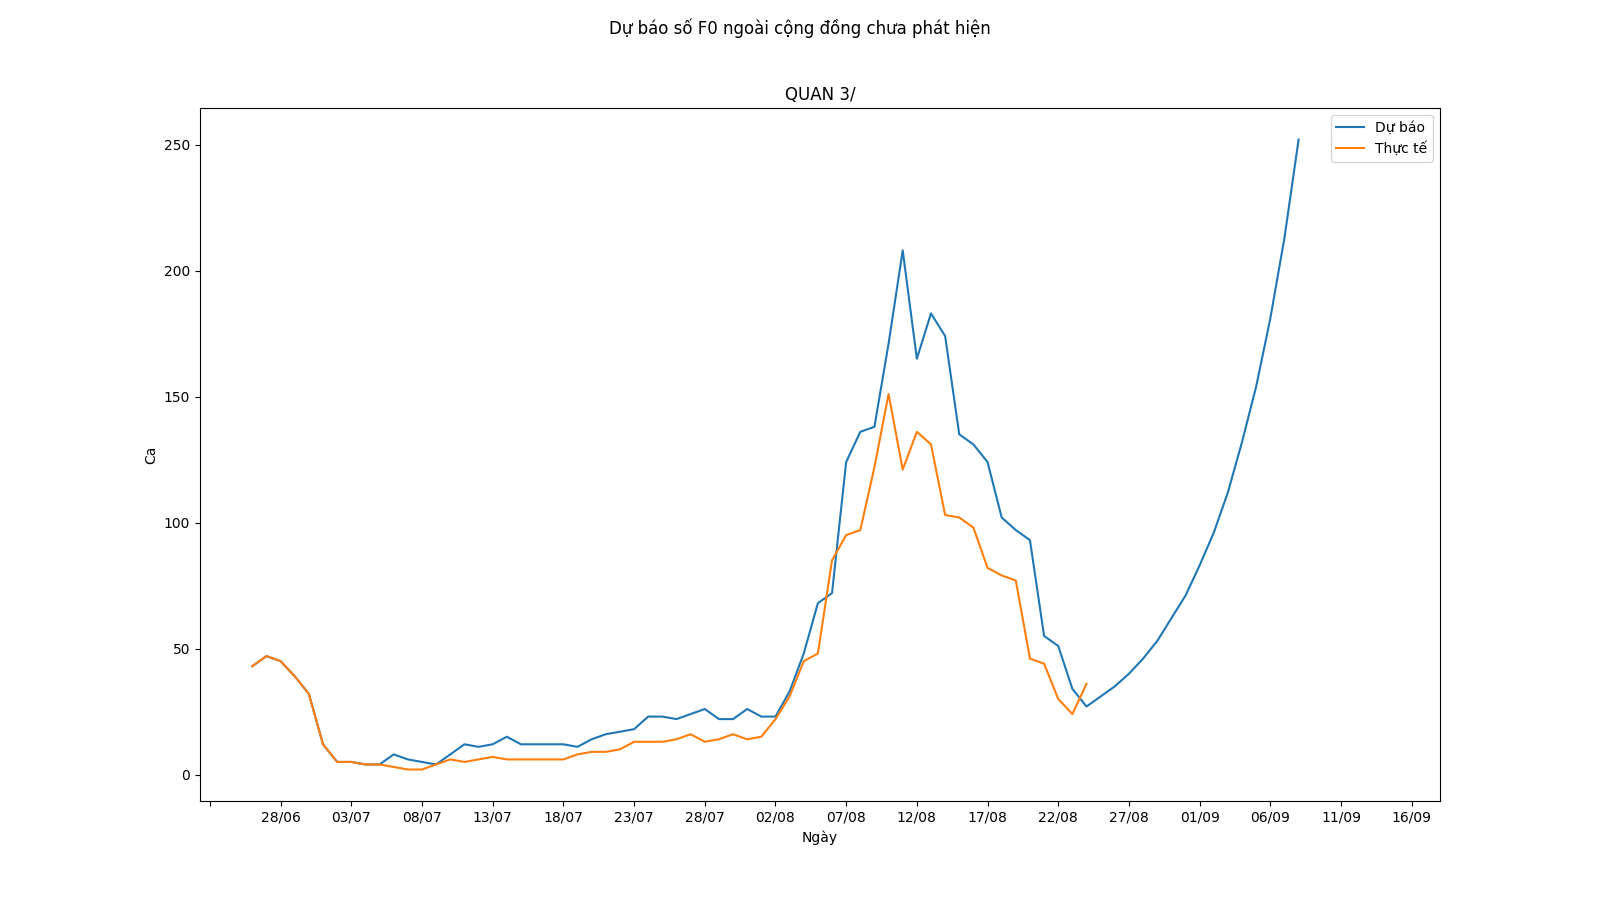 Dự báo số F0 ngoài cộng đồng chưa phát hiện
QUAN 3/
Dự báo
Thực tế
250
200
150
100
50
0
Ca
28/06 03/07 08/07 13/07 18/07 23/07 28/07 02/08 07/08 12/08 17/08 22/08 27/08 01/09 06/09 11/09 16/09
Ngày